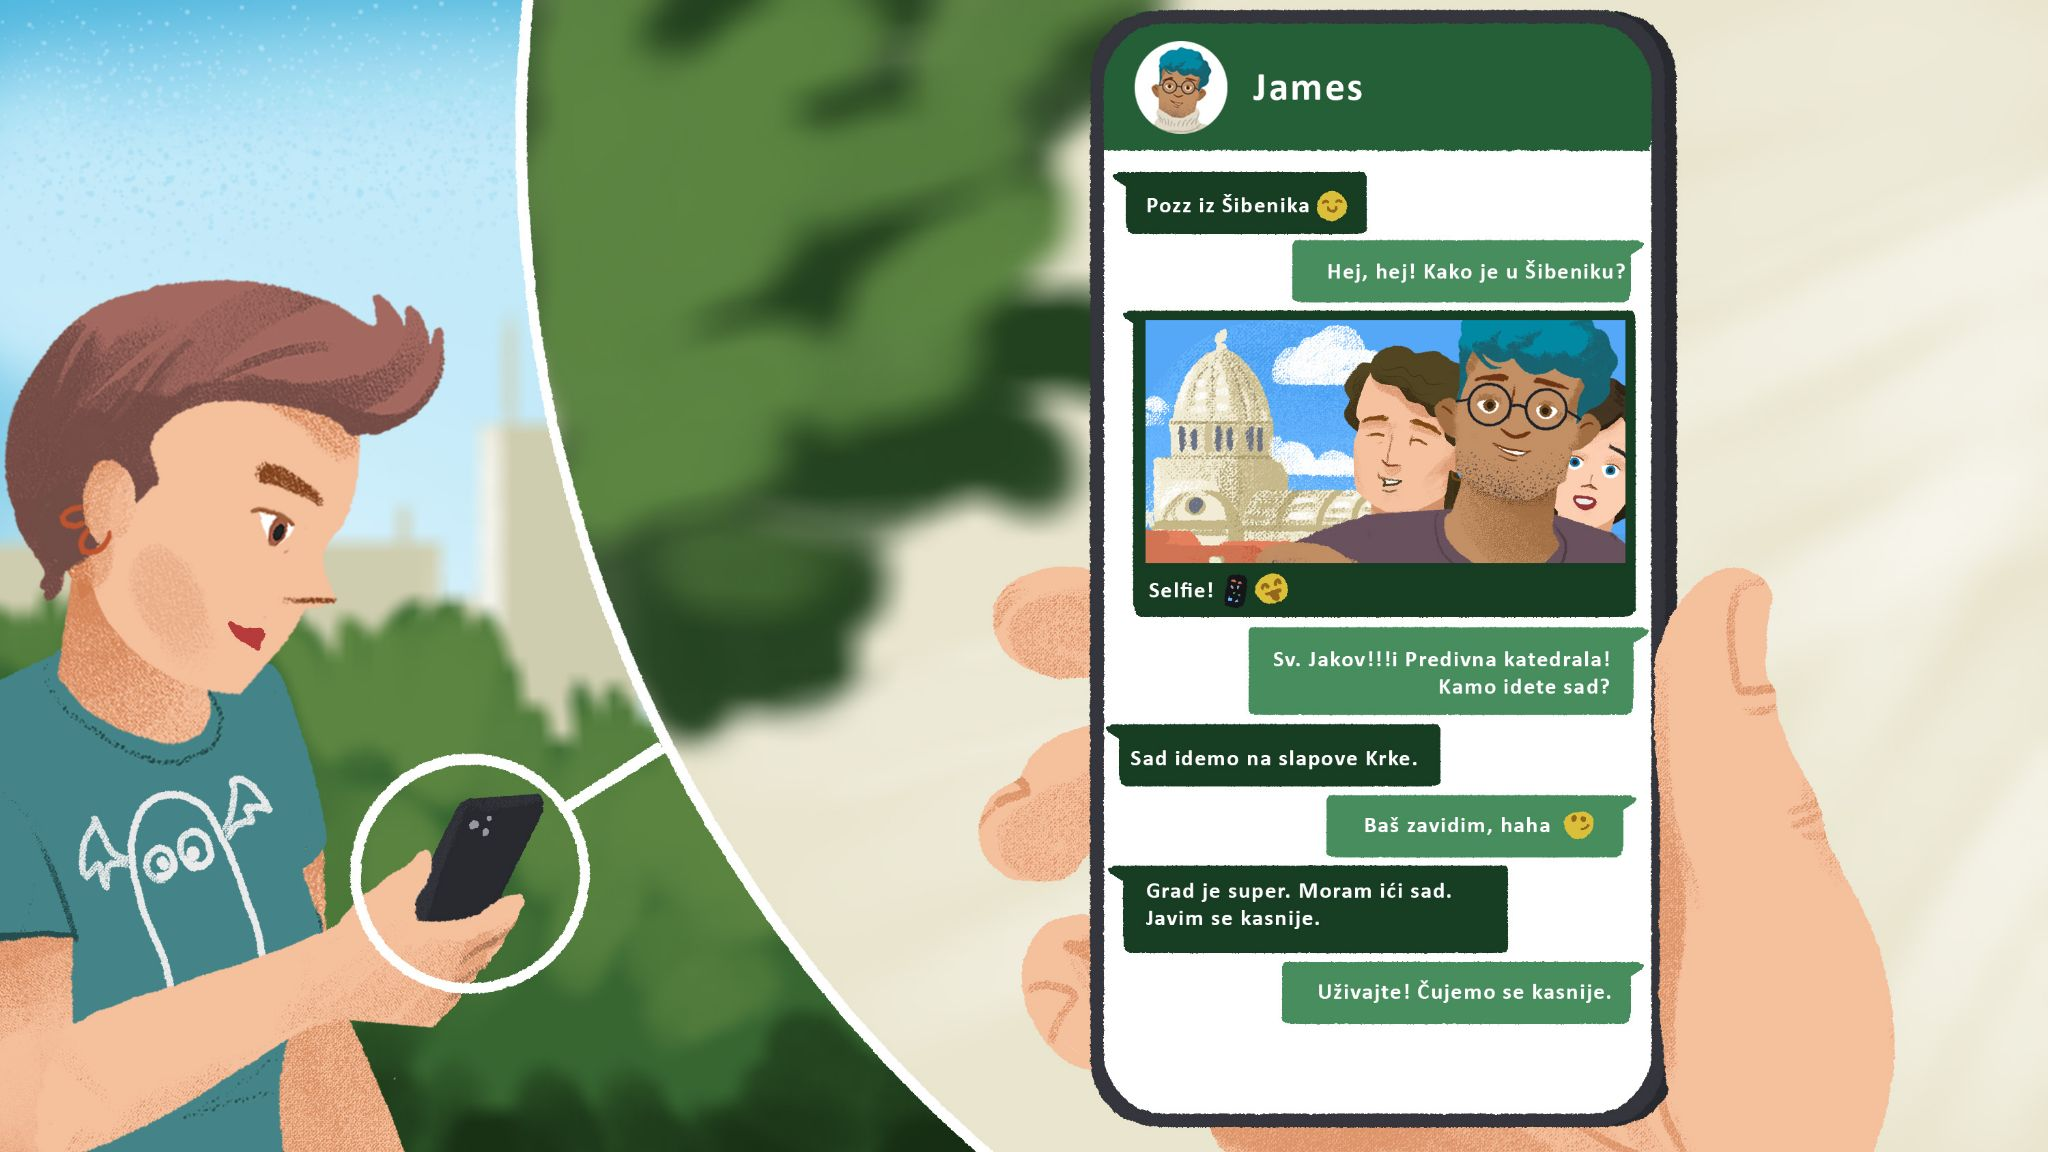 James
Pozz iz Šibenika 😊
Hej, hej! Kako je u Šibeniku?
Selfie! 📱😜
Sv. Jakov!!!i Predivna katedrala!
Kamo idete sad?
Sad idemo na slapove Krke.
Baš zavidim, haha 🤔
Grad je super. Moram ići sad.
Javim se kasnije.
Uživajte! Čujemo se kasnije.